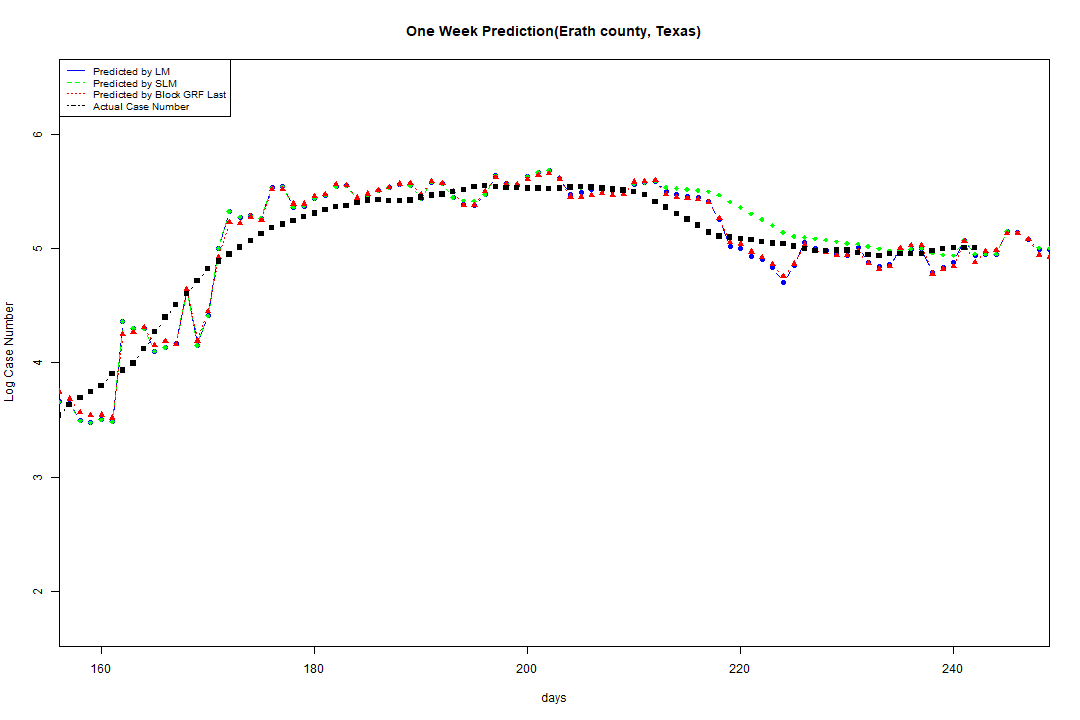 One Week Prediction(Erath county, Texas)
Predicted by LM
Predicted by SLM
Predicted by Block GRF Last
Actual Case Number
6
5
4
3
2
Log Case Number
160 180 200 220 240
days